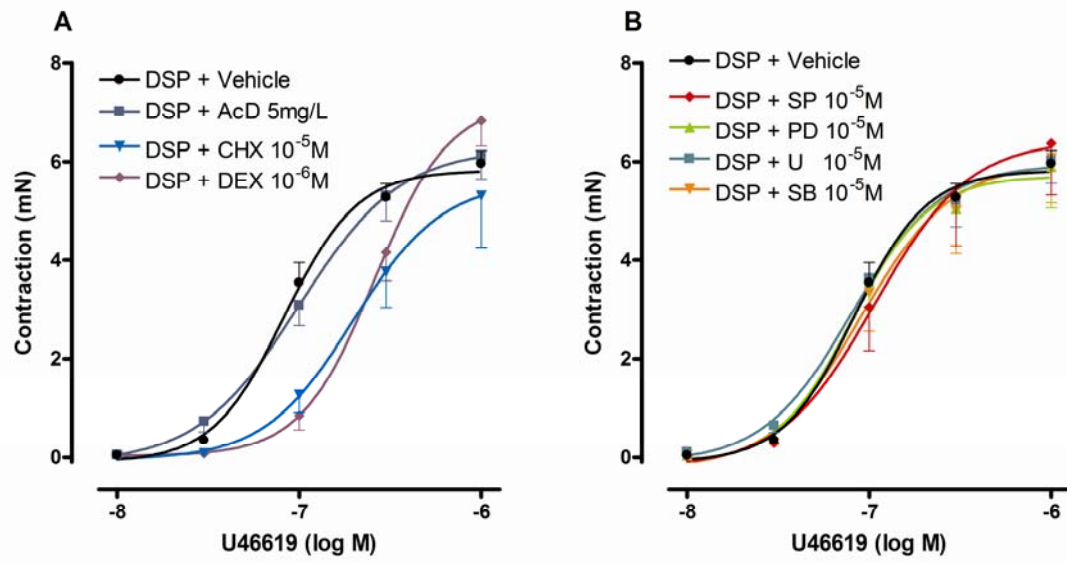 A
8
6
4
2
0
Contraction (mN)
DSP + Vehicle
DSP + AcD 5mg/L
DSP + CHX 10⁻⁵M
DSP + DEX 10⁻⁶M
-8
-7
-6
U46619 (log M)
B
8
6
4
2
0
Contraction (mN)
DSP + Vehicle
DSP + SP 10⁻⁵M
DSP + PD 10⁻⁵M
DSP + U 10⁻⁵M
DSP + SB 10⁻⁵M
-8
-7
-6
U46619 (log M)